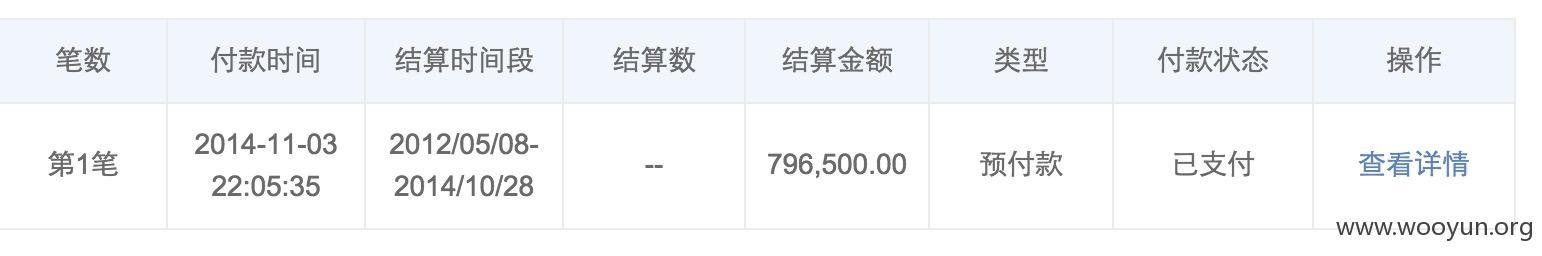 笔数 付款时间 结算时间段 结算数 结算金额 类型 付款状态 操作
第1笔 2014-11-03 22:05:35 2012/05/08-2014/10/28 -- 796,500.00 预付款 已支付 查看详情
www.wooyun.org